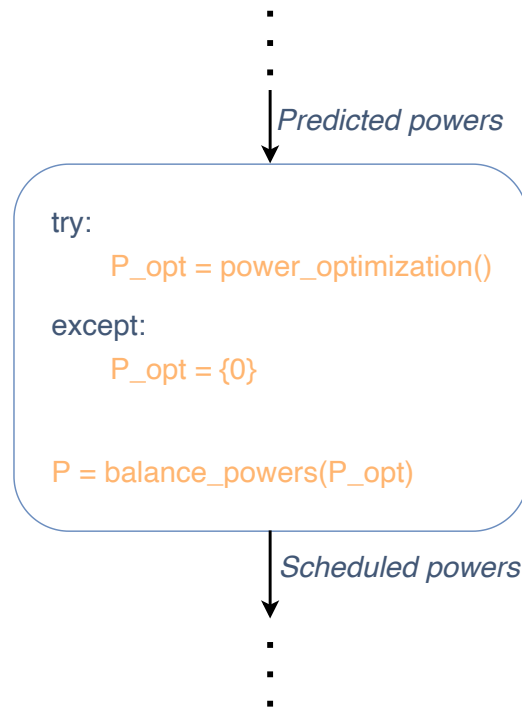 Predicted powers
try:
P_opt = power_optimization()
except:
P_opt = {0}
P = balance_powers(P_opt)
Scheduled powers